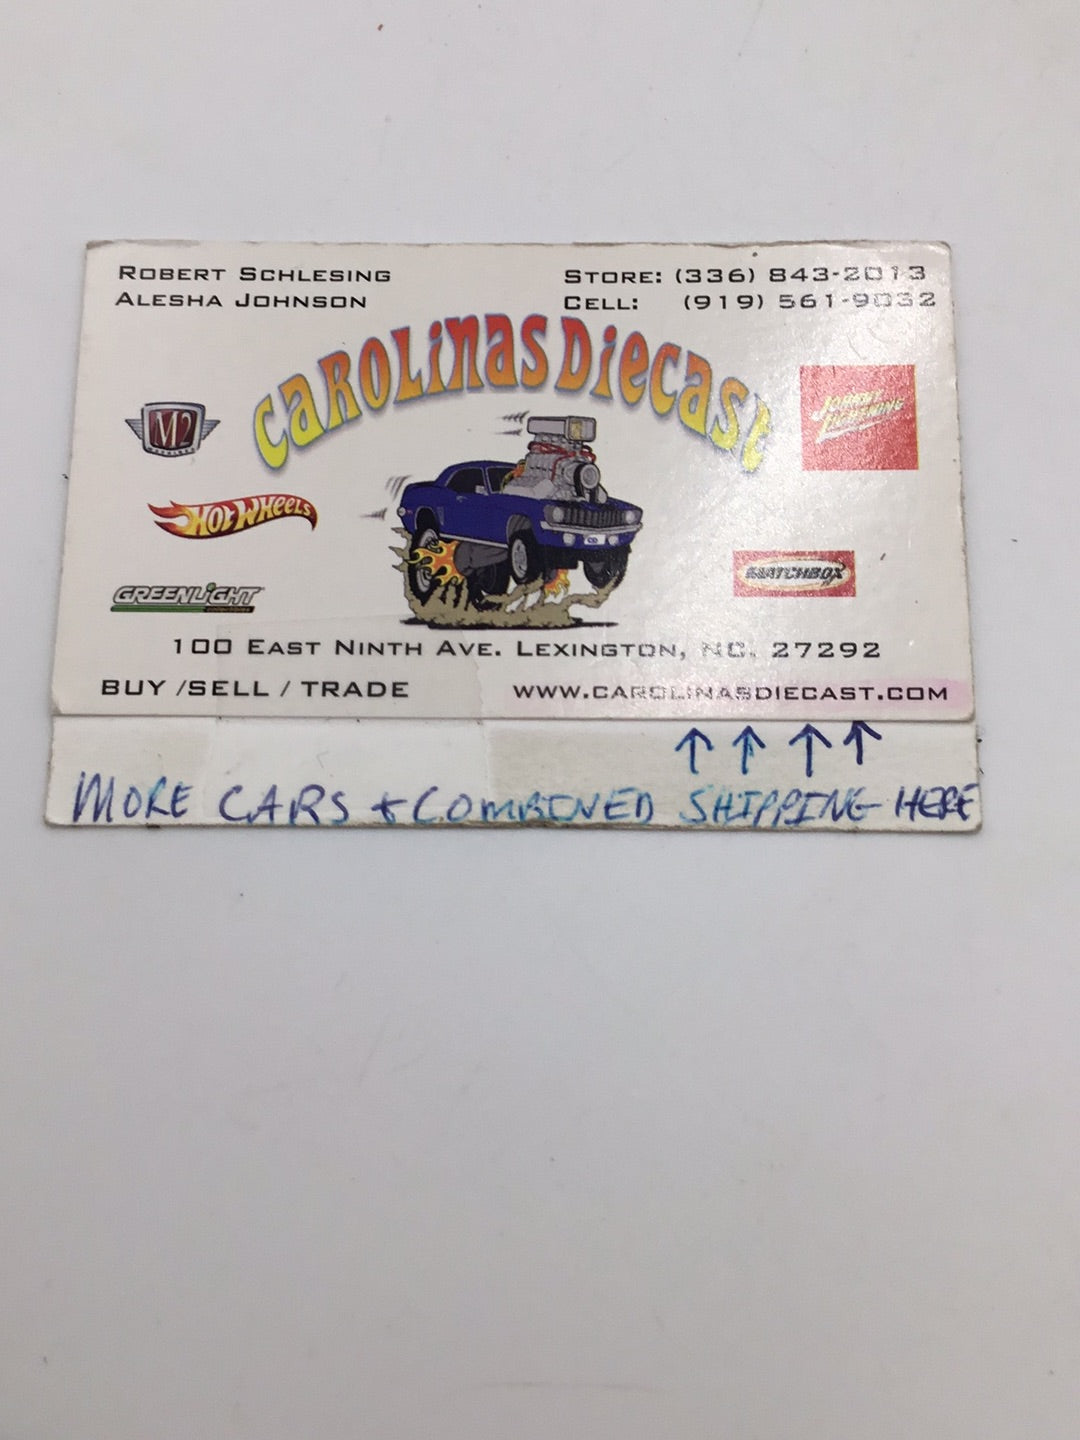 ROBERT SCHLESING
ALESHA JOHNSON
STORE: (336) 843-2013
CELL: (919) 561-9032
CAROLINAS DIECAST
M2
MACHINES
JOHNNY
LIGHTNING
HOT WHEELS
MATCHBOX
GREENLIGHT
100 EAST NINTH AVE. LEXINGTON, NC. 27292
BUY /SELL / TRADE
WWW.CAROLINASDIECAST.COM
MORE CARS & COMBINED SHIPPING HERE